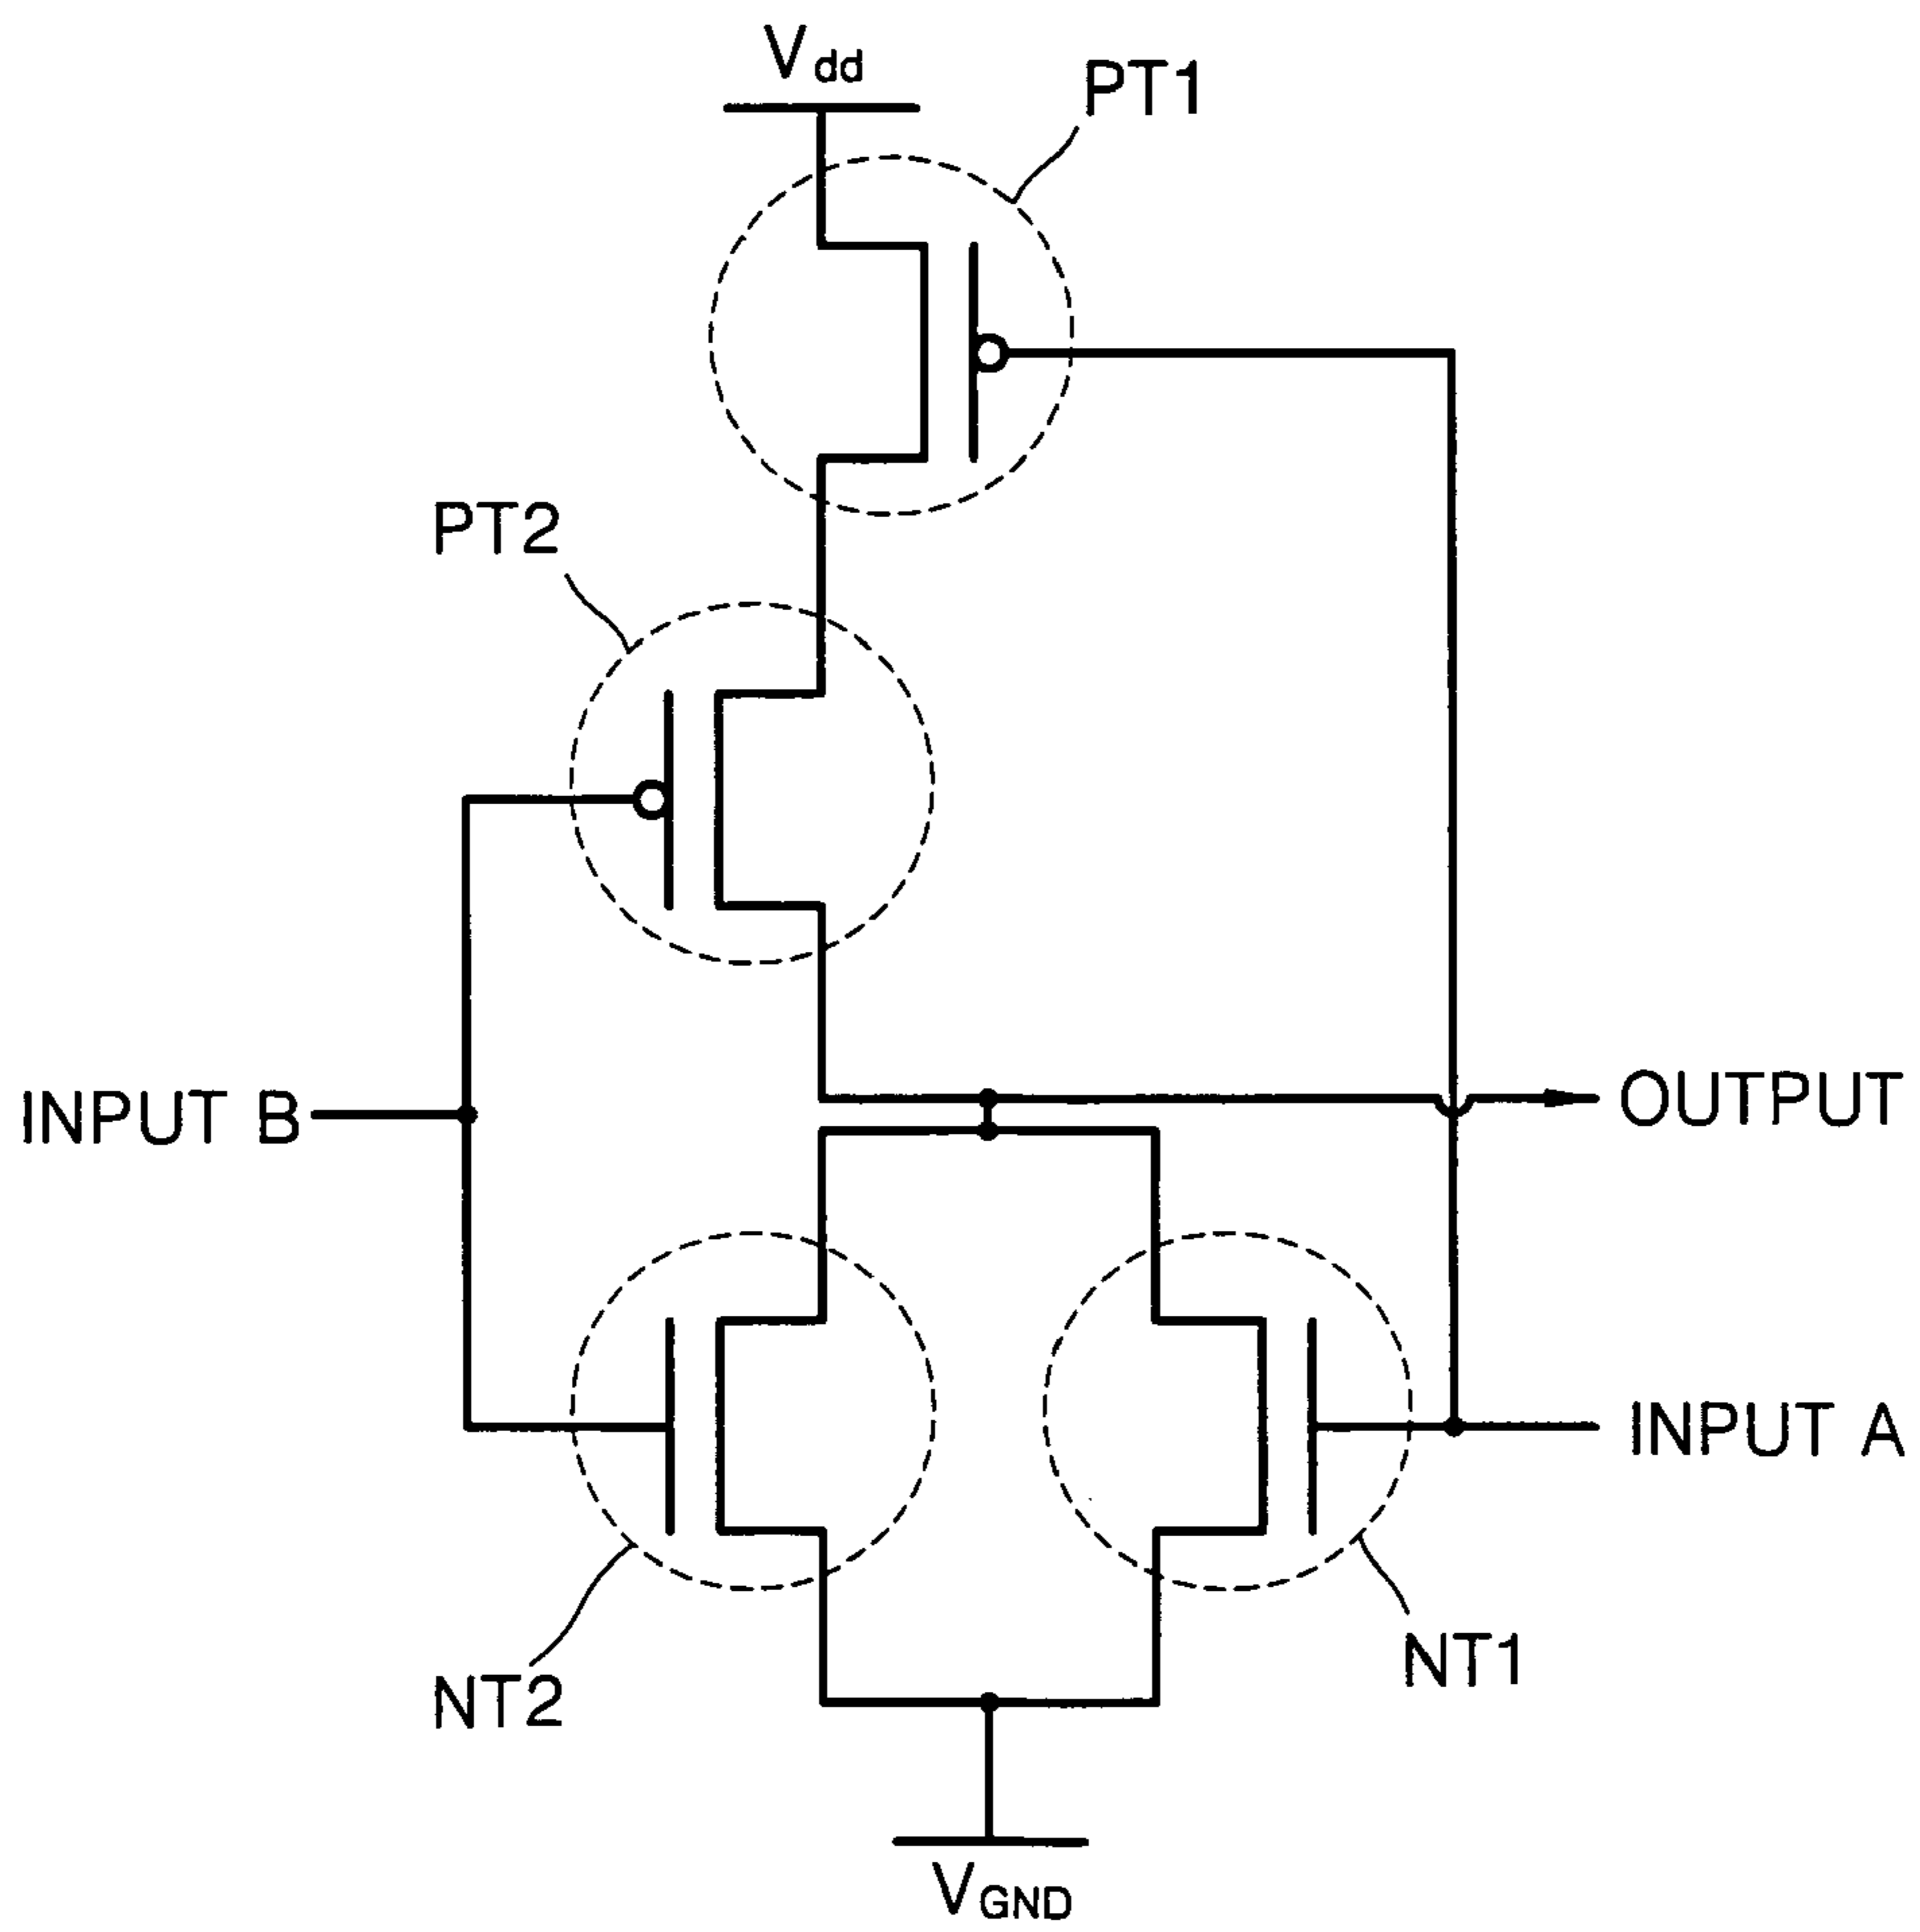 Vdd
PT1
PT2
INPUT B
OUTPUT
INPUT A
NT1
NT2
VGND